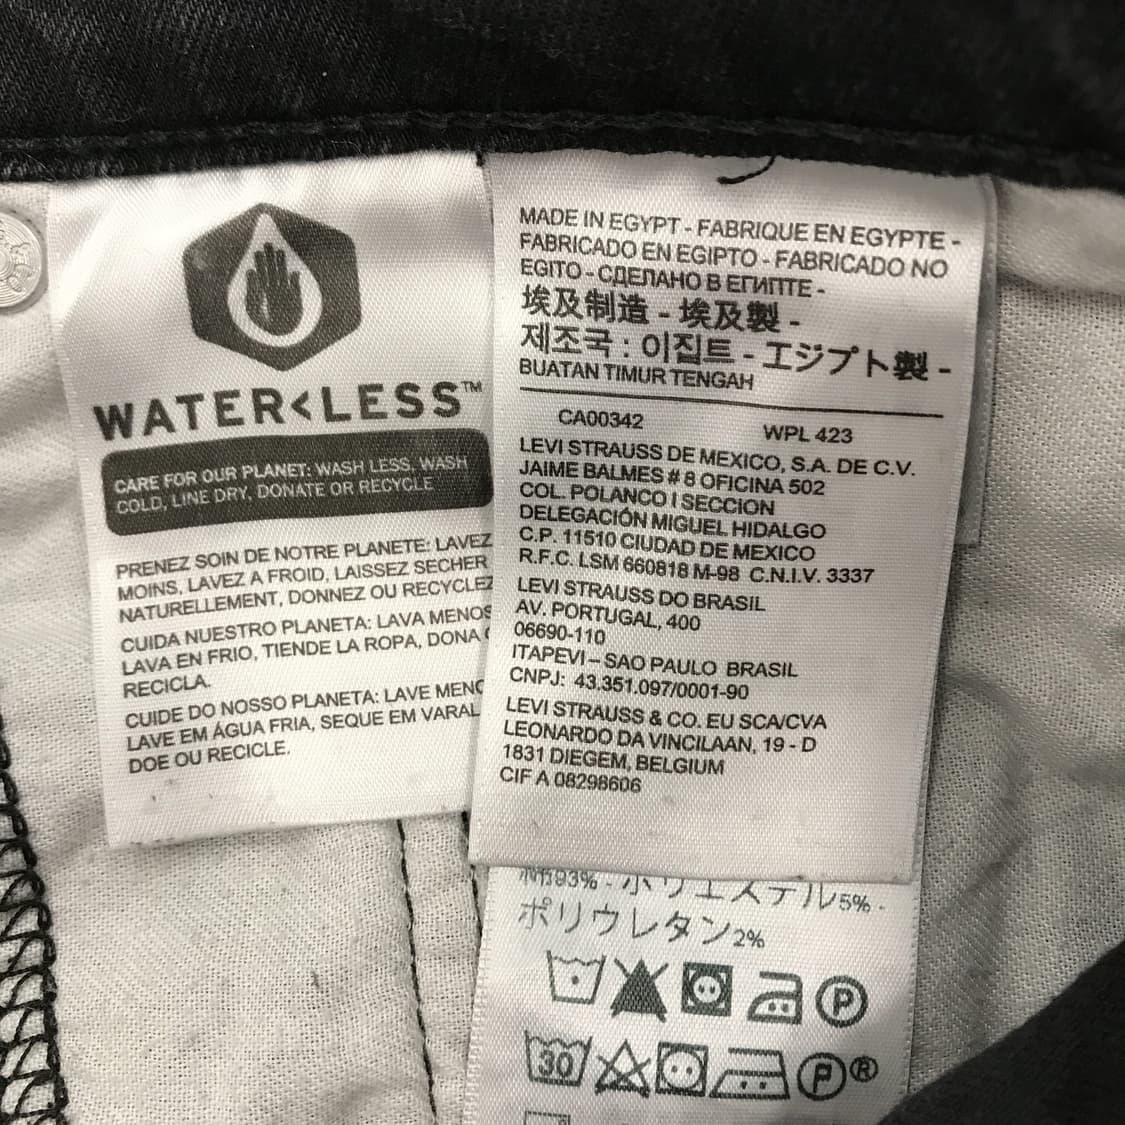 WATER<LESS™
CARE FOR OUR PLANET: WASH LESS, WASH
COLD, LINE DRY, DONATE OR RECYCLE
PRENEZ SOIN DE NOTRE PLANETE: LAVEZ
MOINS, LAVEZ A FROID, LAISSEZ SECHER
NATURELLEMENT, DONNEZ OU RECYCLEZ
CUIDA NUESTRO PLANETA: LAVA MENOS
LAVA EN FRIO, TIENDE LA ROPA, DONA
RECICLA.
CUIDE DO NOSSO PLANETA: LAVE
LAVE EM ÁGUA FRIA, SEQUE EM VARAL
DOE OU RECICLE.
MADE IN EGYPT - FABRIQUE EN EGYPTE -
FABRICADO EN EGIPTO - FABRICADO NO
EGITO - СДЕЛАНО В ЕГИПТЕ -
埃及制造 - 埃及製 -
제조국 : 이집트 - エジプト製 -
BUATAN TIMUR TENGAH
CA00342 WPL 423
LEVI STRAUSS DE MEXICO, S.A. DE C.V.
JAIME BALMES # 8 OFICINA 502
COL. POLANCO I SECCION
DELEGACIÓN MIGUEL HIDALGO
C.P. 11510 CIUDAD DE MEXICO
R.F.C. LSM 660818 M-98 C.N.I.V. 3337
LEVI STRAUSS DO BRASIL
AV. PORTUGAL, 400
06690-110
ITAPEVI – SAO PAULO BRASIL
CNPJ: 43.351.097/0001-90
LEVI STRAUSS & CO. EU SCA/CVA
LEONARDO DA VINCILAAN, 19 - D
1831 DIEGEM, BELGIUM
CIF A 08298606
93% - ポリエステル 5% -
ポリウレタン 2%
P
30 P ®